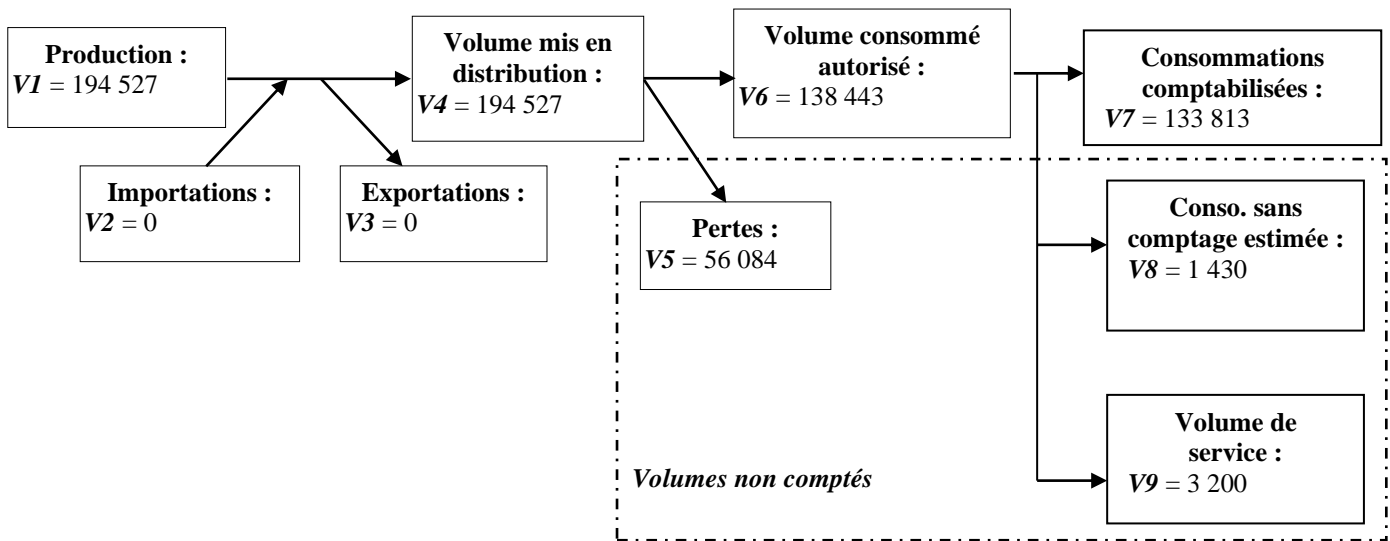 Production :
V1 = 194 527
Volume mis en
distribution :
V4 = 194 527
Volume consommé
autorisé :
V6 = 138 443
Consommations
comptabilisées :
V7 = 133 813
Importations :
V2 = 0
Exportations :
V3 = 0
Pertes :
V5 = 56 084
Conso. sans
comptage estimée :
V8 = 1 430
Volume de
service :
V9 = 3 200
Volumes non comptés